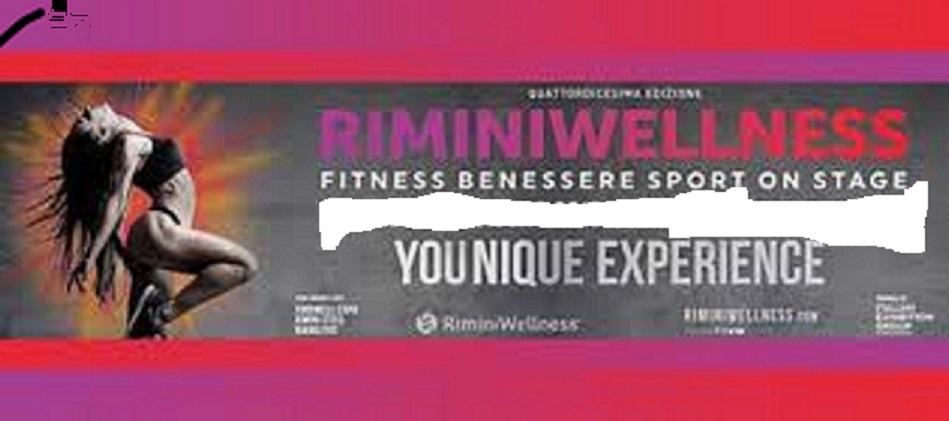 QUATTORDICESIMA EDIZIONE
RIMINIWELLNESS
FITNESS BENESSERE SPORT ON STAGE
YOUNIQUE EXPERIENCE
RiminiWellness
RIMINIWELLNESS.COM